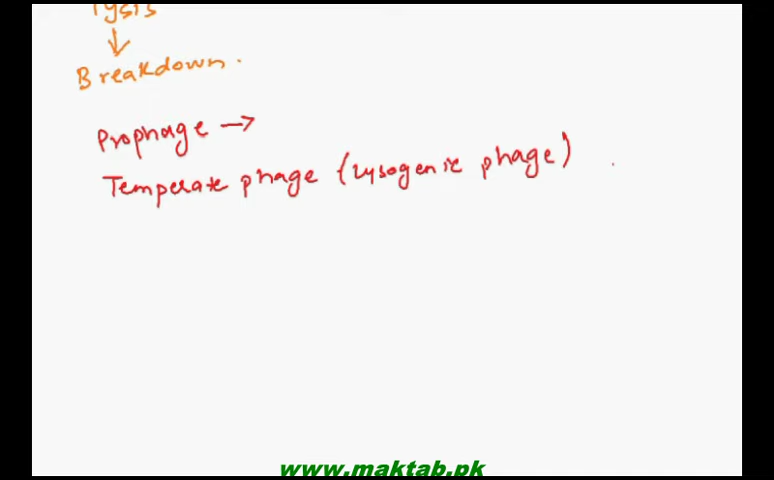 lysis
↓
Breakdown.
Prophage →
Temperate phage (lysogenic phage)
www.maktab.pk